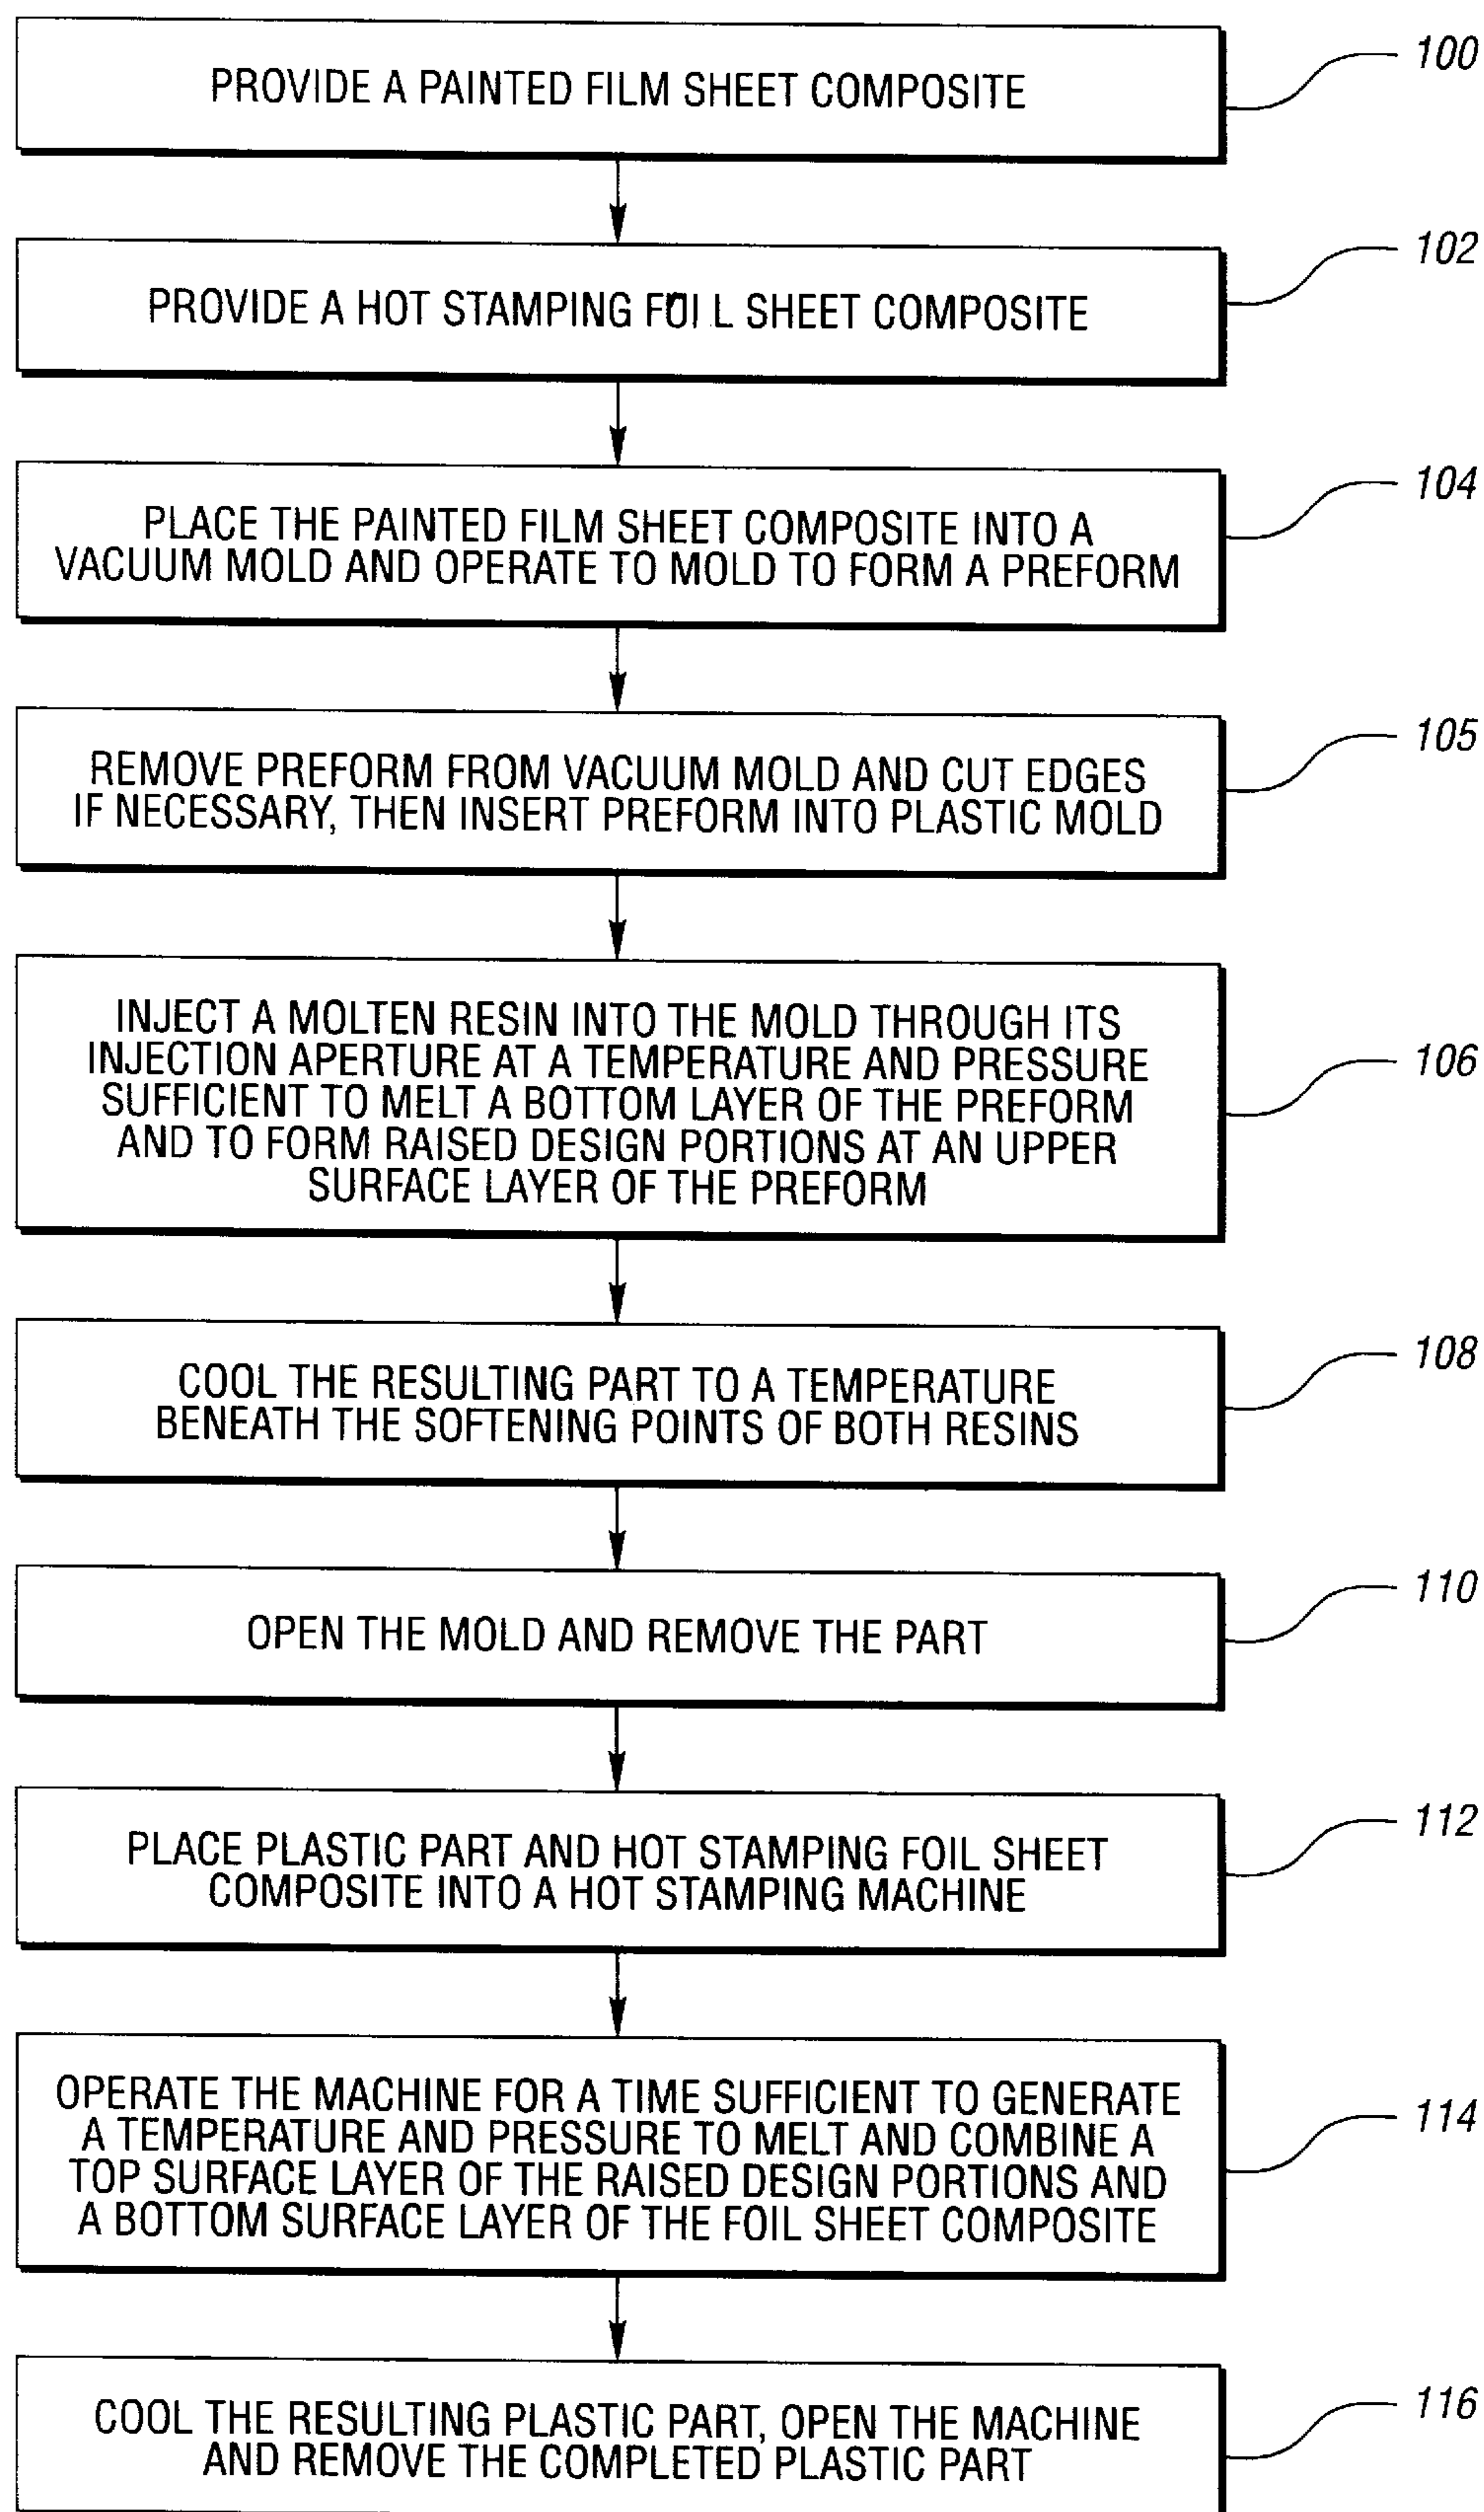 100
PROVIDE A PAINTED FILM SHEET COMPOSITE
102
PROVIDE A HOT STAMPING FOIL SHEET COMPOSITE
104
PLACE THE PAINTED FILM SHEET COMPOSITE INTO A
VACUUM MOLD AND OPERATE TO MOLD TO FORM A PREFORM
105
REMOVE PREFORM FROM VACUUM MOLD AND CUT EDGES
IF NECESSARY, THEN INSERT PREFORM INTO PLASTIC MOLD
106
INJECT A MOLTEN RESIN INTO THE MOLD THROUGH ITS
INJECTION APERTURE AT A TEMPERATURE AND PRESSURE
SUFFICIENT TO MELT A BOTTOM LAYER OF THE PREFORM
AND TO FORM RAISED DESIGN PORTIONS AT AN UPPER
SURFACE LAYER OF THE PREFORM
108
COOL THE RESULTING PART TO A TEMPERATURE
BENEATH THE SOFTENING POINTS OF BOTH RESINS
110
OPEN THE MOLD AND REMOVE THE PART
112
PLACE PLASTIC PART AND HOT STAMPING FOIL SHEET
COMPOSITE INTO A HOT STAMPING MACHINE
114
OPERATE THE MACHINE FOR A TIME SUFFICIENT TO GENERATE
A TEMPERATURE AND PRESSURE TO MELT AND COMBINE A
TOP SURFACE LAYER OF THE RAISED DESIGN PORTIONS AND
A BOTTOM SURFACE LAYER OF THE FOIL SHEET COMPOSITE
116
COOL THE RESULTING PLASTIC PART, OPEN THE MACHINE
AND REMOVE THE COMPLETED PLASTIC PART